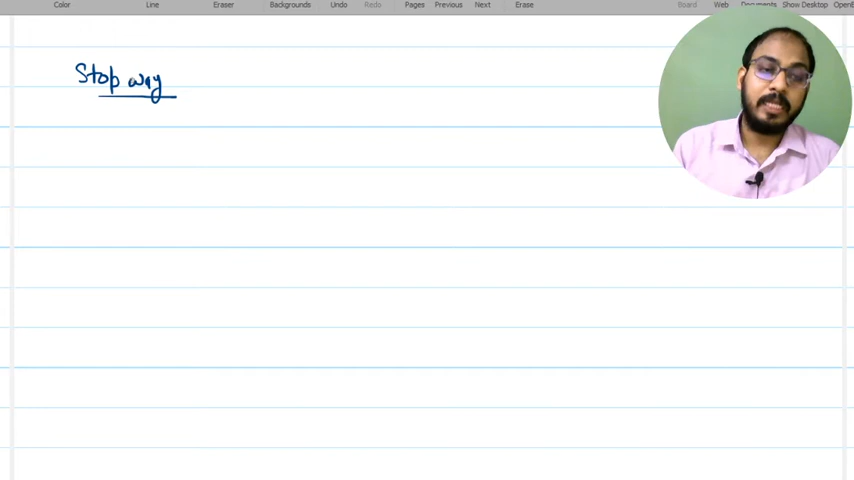 Color Line Eraser Backgrounds Undo Redo Pages Previous Next Erase Board Web Documents Show Desktop
Stop way